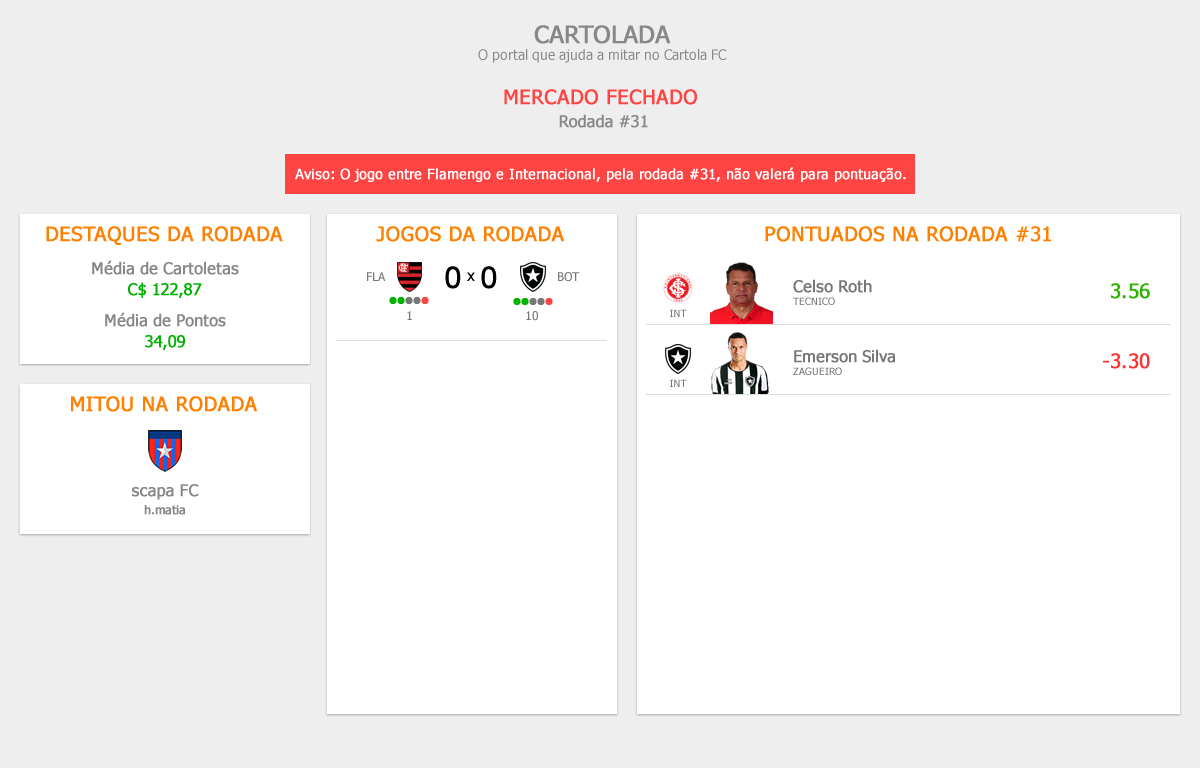 CARTOLADA
O portal que ajuda a mitar no Cartola FC
MERCADO FECHADO
Rodada #31
Aviso: O jogo entre Flamengo e Internacional, pela rodada #31, não valerá para pontuação.
DESTAQUES DA RODADA
Média de Cartoletas
C$ 122,87
Média de Pontos
34,09
MITOU NA RODADA
scapa FC
h.matia
JOGOS DA RODADA
FLA 0 x 0 BOT
1 10
PONTUADOS NA RODADA #31
Celso Roth
TECNICO
INT
3.56
Emerson Silva
ZAGUEIRO
INT
-3.30